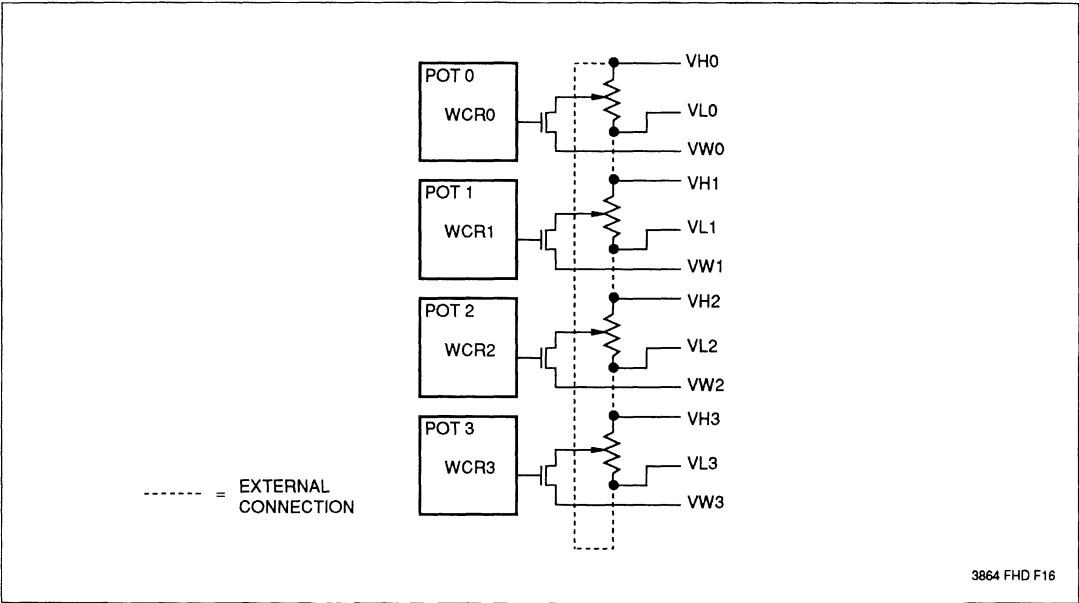 POT 0
WCR0
VH0
VL0
VW0
POT 1
WCR1
VH1
VL1
VW1
POT 2
WCR2
VH2
VL2
VW2
POT 3
WCR3
VH3
VL3
VW3
-------- = EXTERNAL
CONNECTION
3864 FHD F16